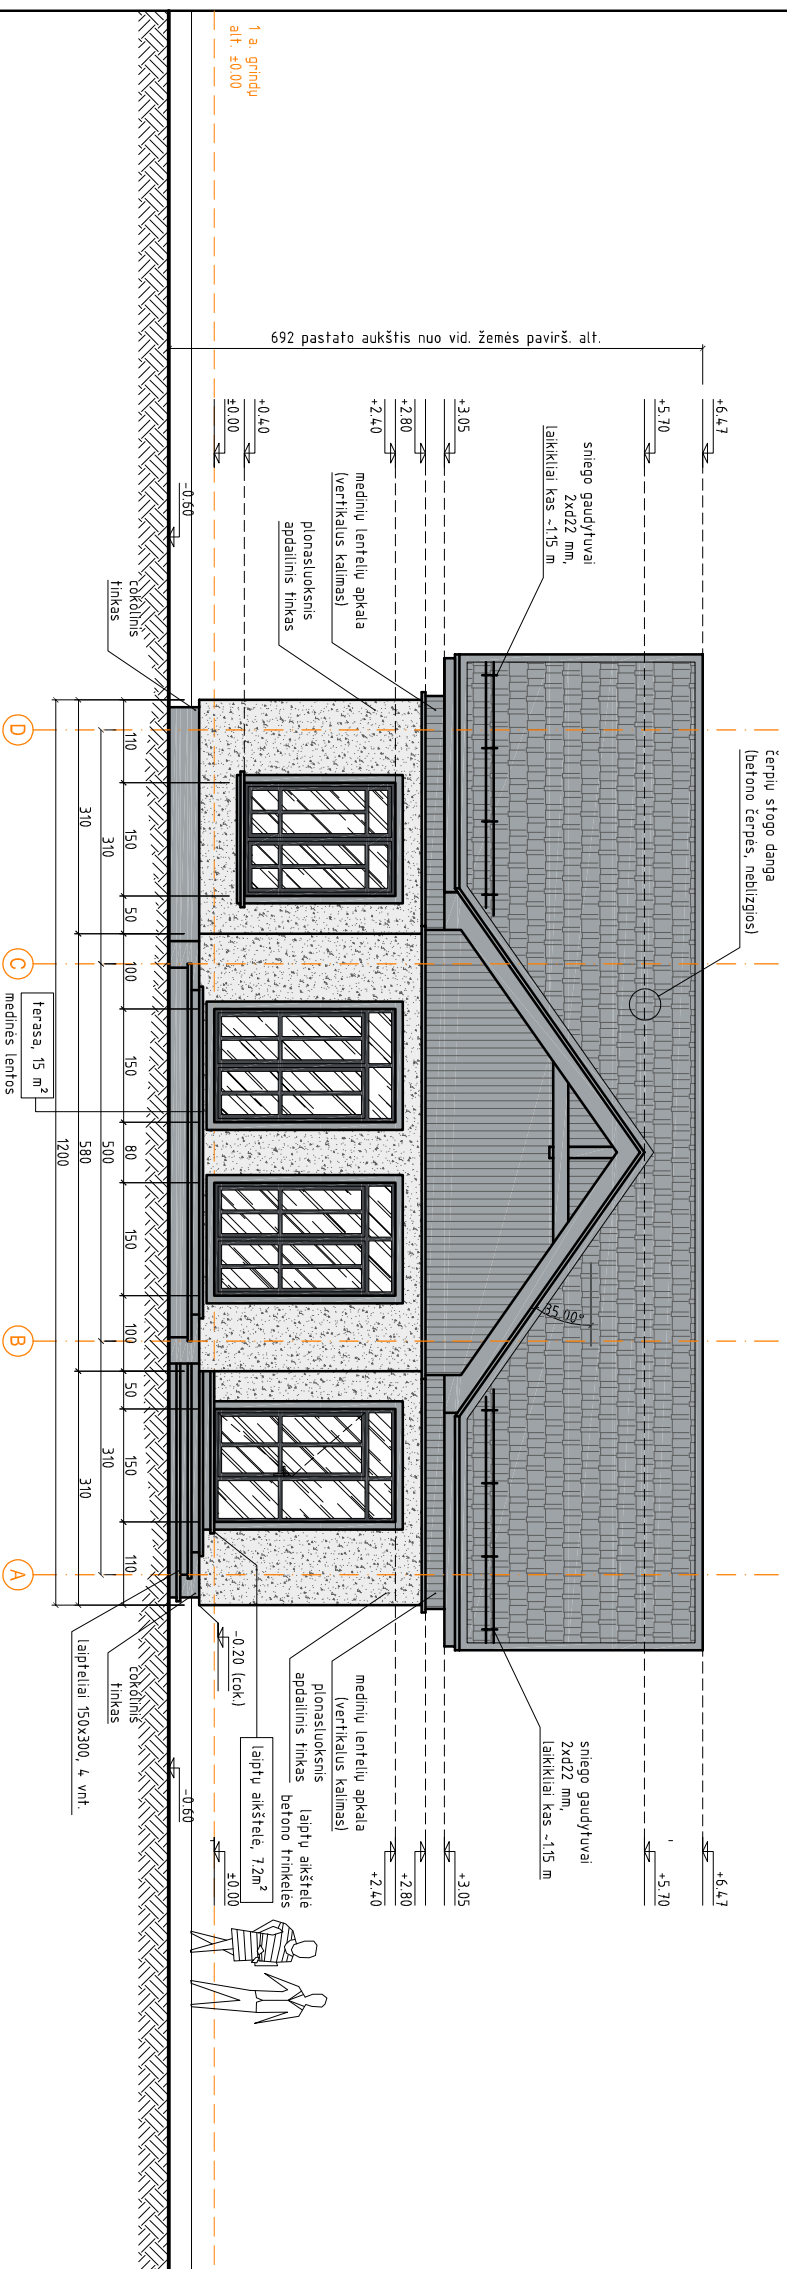 čerpių stogo danga
(betono čerpės, neblizgios)
+6.47
+5.70
+3.05
+2.80
+2.40
+0.40
±0.00
-0.60
692 pastato aukštis nuo vid. žemės pavirš. alt.
1 a. grindų
alt. ±0.00
sniego gaudytuvai
2xd22 mm,
laikikliai kas ~1.15 m
medinių lentelių apkala
(vertikalus kalimas)
plonasluoksnis
apdailinis tinkas
cokolinis
tinkas
35.00°
sniego gaudytuvai
2xd22 mm,
laikikliai kas ~1.15 m
medinių lentelių apkala
(vertikalus kalimas)
plonasluoksnis
apdailinis tinkas
laiptų aikštelė
betono trinkelės
laiptų aikštelė, 7.2m²
-0.20 (cok.)
cokolinis
tinkas
laipteliai 150x300, 4 vnt.
+6.47
+5.70
+3.05
+2.80
+2.40
±0.00
-0.60
110
150
50
100
150
80
150
100
50
150
110
310
500
310
310
580
310
1200
terasa, 15 m²
medinės lentos
D
C
B
A